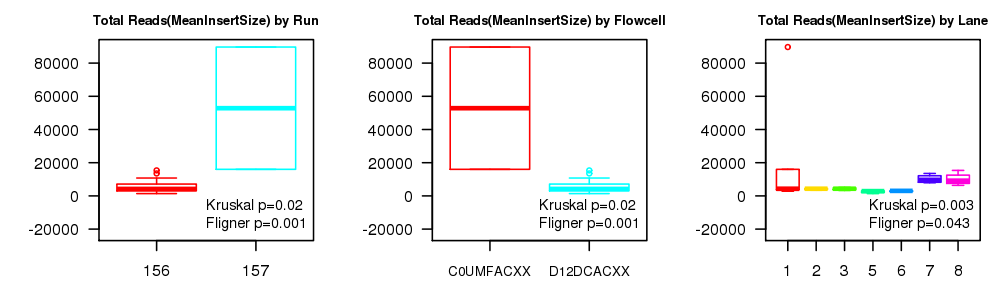 Total Reads(MeanInsertSize) by Run
80000
60000
40000
20000
0
-20000
Kruskal p=0.02
Fligner p=0.001
156 157
Total Reads(MeanInsertSize) by Flowcell
80000
60000
40000
20000
0
-20000
Kruskal p=0.02
Fligner p=0.001
C0UMFACXX D12DCACXX
Total Reads(MeanInsertSize) by Lane
80000
60000
40000
20000
0
-20000
Kruskal p=0.003
Fligner p=0.043
1 2 3 5 6 7 8